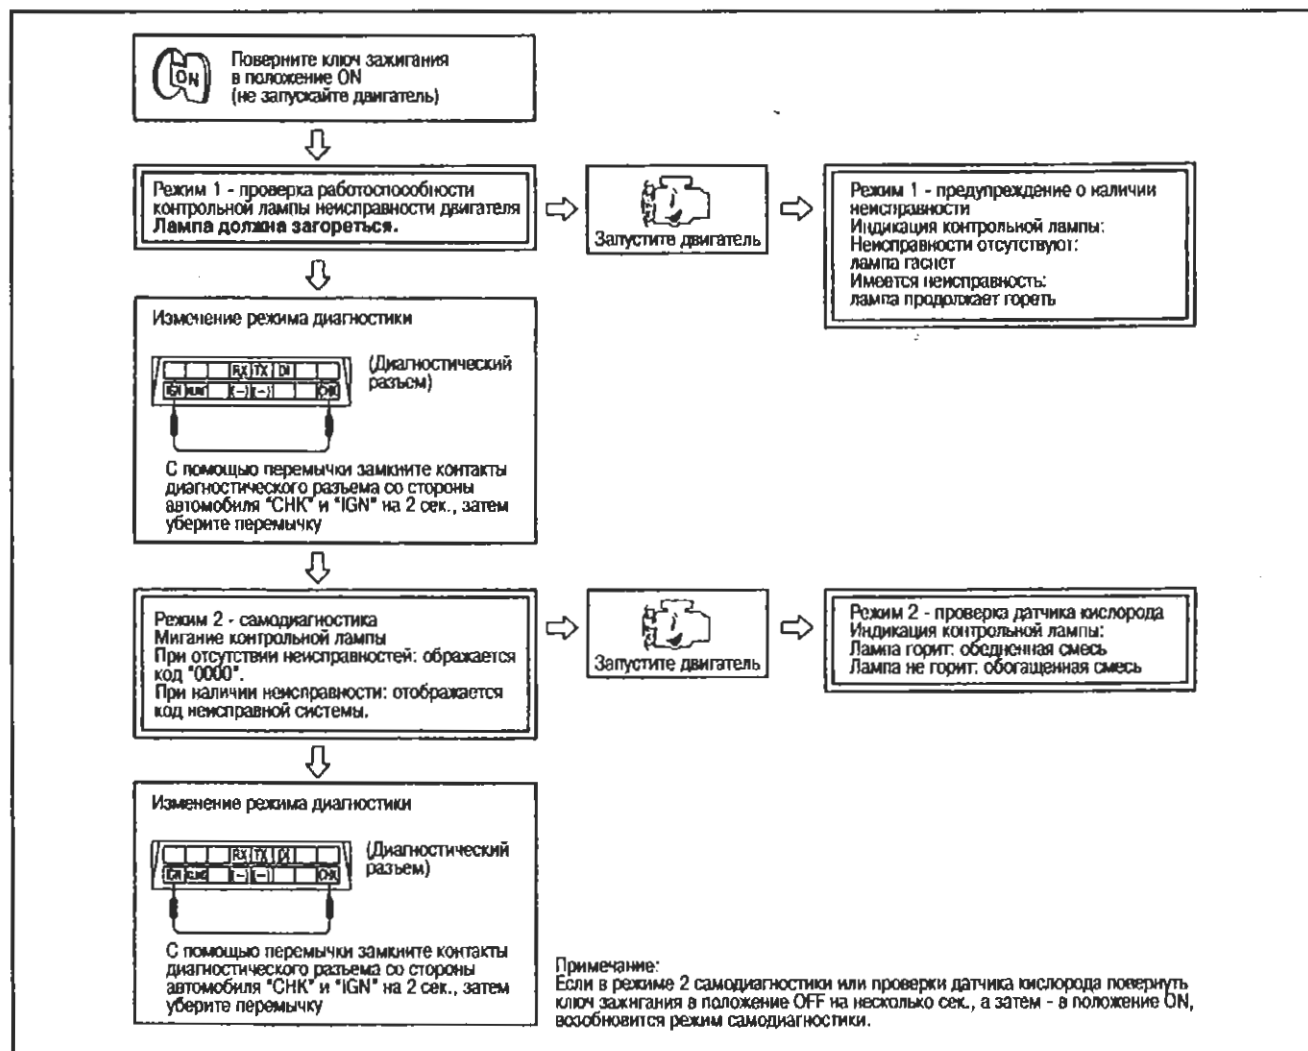 Поверните ключ зажигания
в положение ON
(не запускайте двигатель)
ON
Режим 1 - проверка работоспособности
контрольной лампы неисправности двигателя
Лампа должна загореться.
Запустите двигатель
Режим 1 - предупреждение о наличии
неисправности
Индикация контрольной лампы:
Неисправности отсутствуют:
лампа гаснет
Имеется неисправность:
лампа продолжает гореть
Изменение режима диагностики
RX TX
IGN (-) (-) CHK
(Диагностический
разъем)
С помощью перемычки замкните контакты
диагностического разъема со стороны
автомобиля "CHK" и "IGN" на 2 сек., затем
уберите перемычку
Режим 2 - самодиагностика
Мигание контрольной лампы
При отсутствии неисправностей: ображается
код "0000".
При наличии неисправности: отображается
код неисправной системы.
Запустите двигатель
Режим 2 - проверка датчика кислорода
Индикация контрольной лампы:
Лампа горит: обедненная смесь
Лампа не горит: обогащенная смесь
Изменение режима диагностики
RX TX
IGN (-) (-) CHK
(Диагностический
разъем)
С помощью перемычки замкните контакты
диагностического разъема со стороны
автомобиля "CHK" и "IGN" на 2 сек., затем
уберите перемычку
Примечание:
Если в режиме 2 самодиагностики или проверки датчика кислорода повернуть
ключ зажигания в положение OFF на несколько сек., а затем - в положение ON,
возобновится режим самодиагностики.